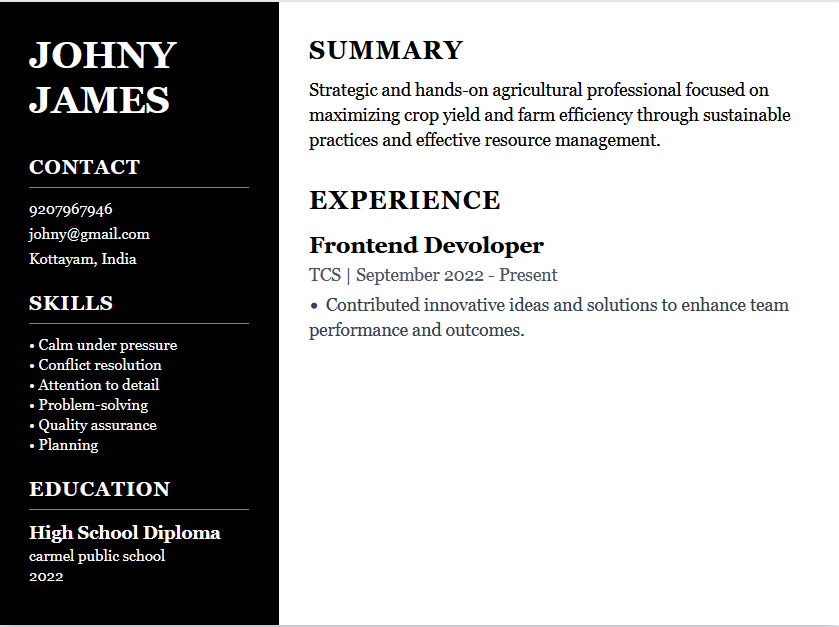 JOHNY
JAMES
CONTACT
9207967946
johny@gmail.com
Kottayam, India
SKILLS
• Calm under pressure
• Conflict resolution
• Attention to detail
• Problem-solving
• Quality assurance
• Planning
EDUCATION
High School Diploma
carmel public school
2022
SUMMARY
Strategic and hands-on agricultural professional focused on
maximizing crop yield and farm efficiency through sustainable
practices and effective resource management.
EXPERIENCE
Frontend Devoloper
TCS | September 2022 - Present
• Contributed innovative ideas and solutions to enhance team
performance and outcomes.